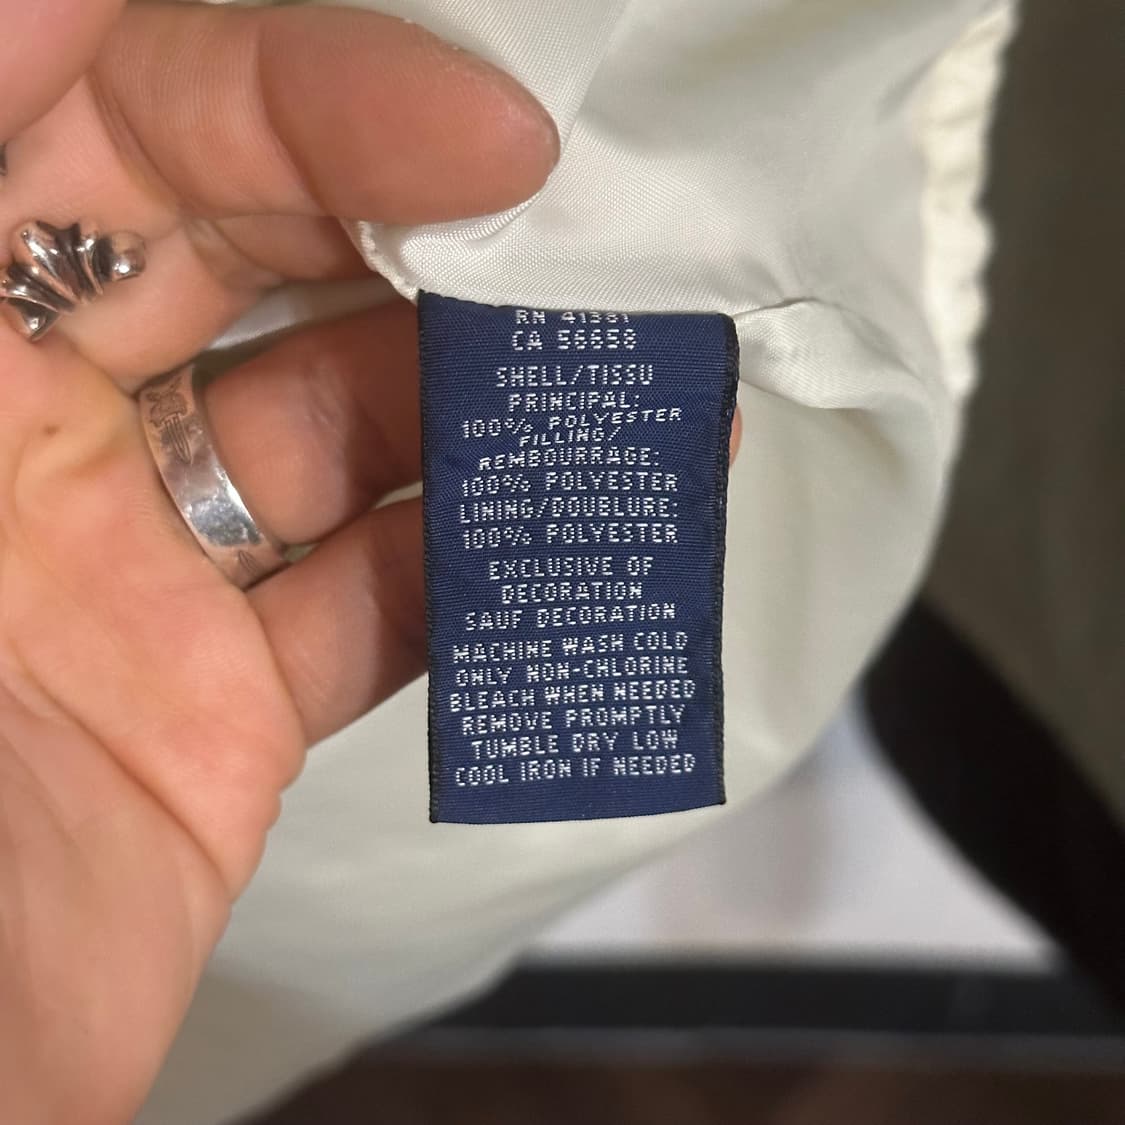 RN 41381
CA 56658
SHELL/TISSU
PRINCIPAL:
100% POLYESTER
FILLING/
REMBOURRAGE:
100% POLYESTER
LINING/DOUBLURE:
100% POLYESTER
EXCLUSIVE OF
DECORATION
SAUF DECORATION
MACHINE WASH COLD
ONLY NON-CHLORINE
BLEACH WHEN NEEDED
REMOVE PROMPTLY
TUMBLE DRY LOW
COOL IRON IF NEEDED